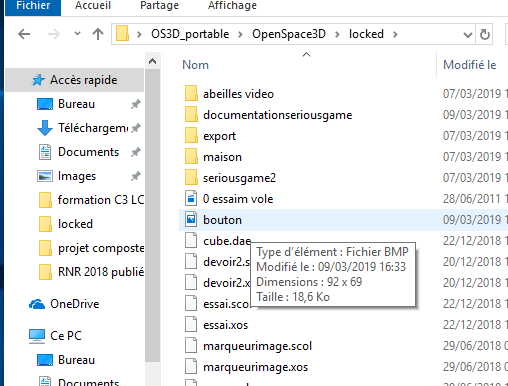 Fichier Accueil Partage Affichage
OS3D_portable > OpenSpace3D > locked >
Nom Modifié le
Accès rapide
Bureau
Téléchargemen
Documents
Images
formation C3 LC
locked
projet composte
RNR 2018 publié
OneDrive
Ce PC
Bureau
Documents
abeilles video 07/03/2019 1
documentationseriousgame 09/03/2019 1
export 07/03/2019 1
maison 07/03/2019 1
seriousgame2 07/03/2019 1
0 essaim vole 28/06/2011 1
bouton 09/03/2019 1
cube.dae 22/12/2018 1
devoir2.s 20/12/2018 1
devoir2.x 20/12/2018 1
essai.sco 22/12/2018 1
essai.xos 22/12/2018 1
marqueurimage.scol 29/06/2018 1
marqueurimage.xos 29/06/2018 1
Type d'élément : Fichier BMP
Modifié le : 09/03/2019 16:33
Dimensions : 92 x 69
Taille : 18,6 Ko